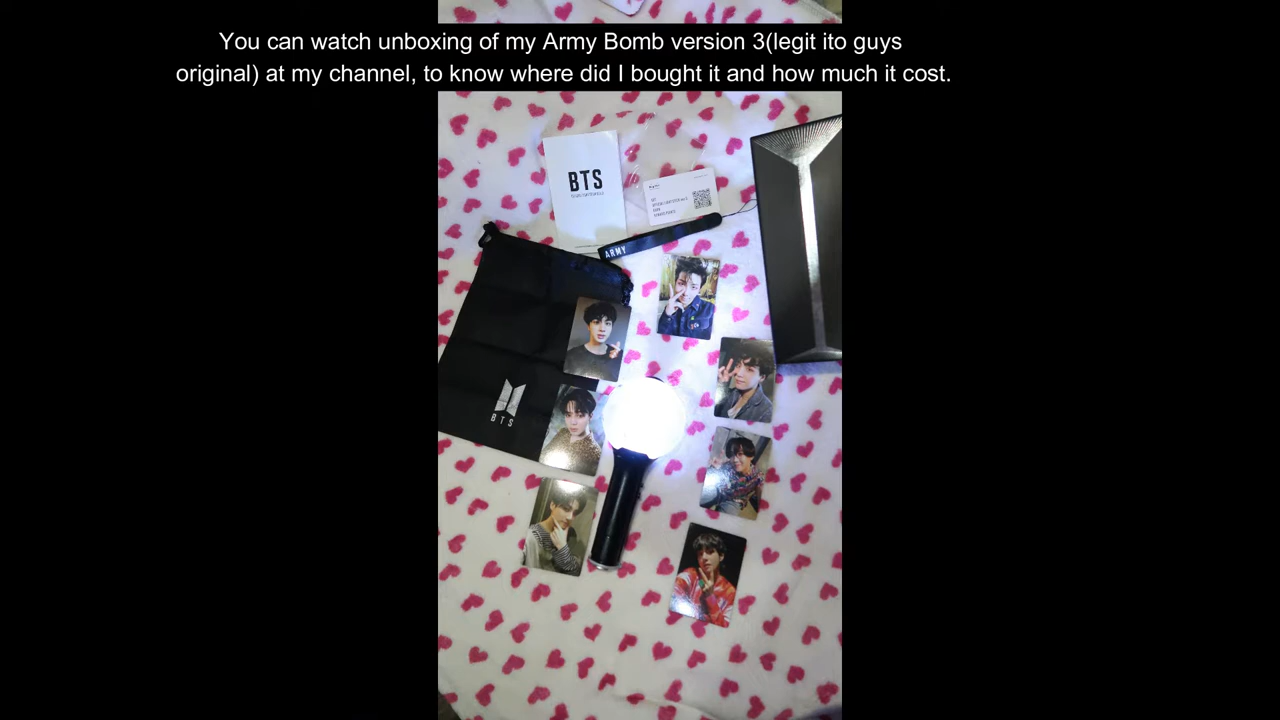 You can watch unboxing of my Army Bomb version 3(legit ito guys
original) at my channel, to know where did I bought it and how much it cost.
BTS
ARMY
BTS